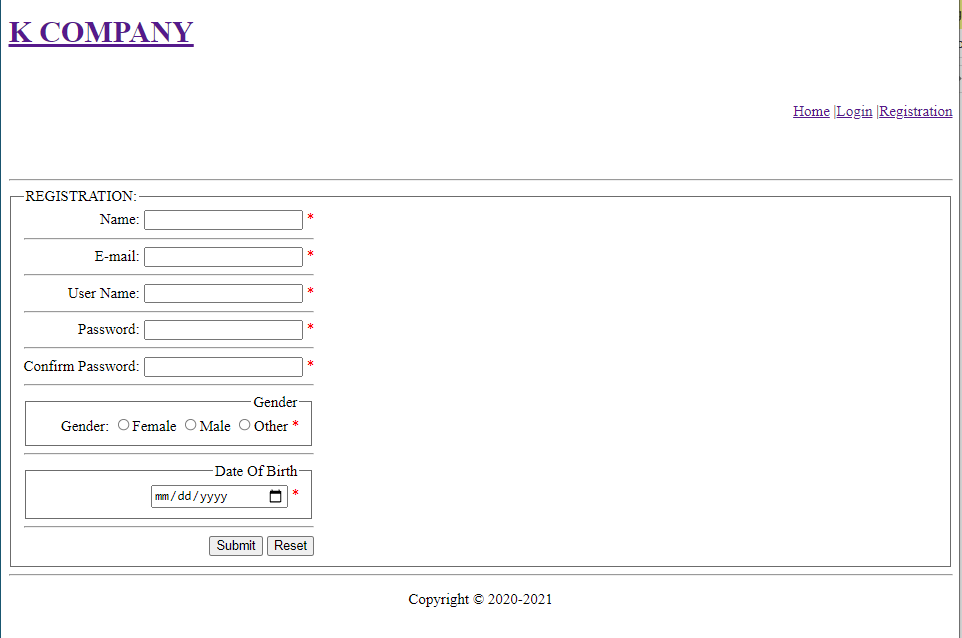 K COMPANY
Home |Login |Registration
REGISTRATION:
Name: *
E-mail: *
User Name: *
Password: *
Confirm Password: *
Gender
Gender: Female Male Other *
Date Of Birth
mm/dd/yyyy *
Submit Reset
Copyright © 2020-2021